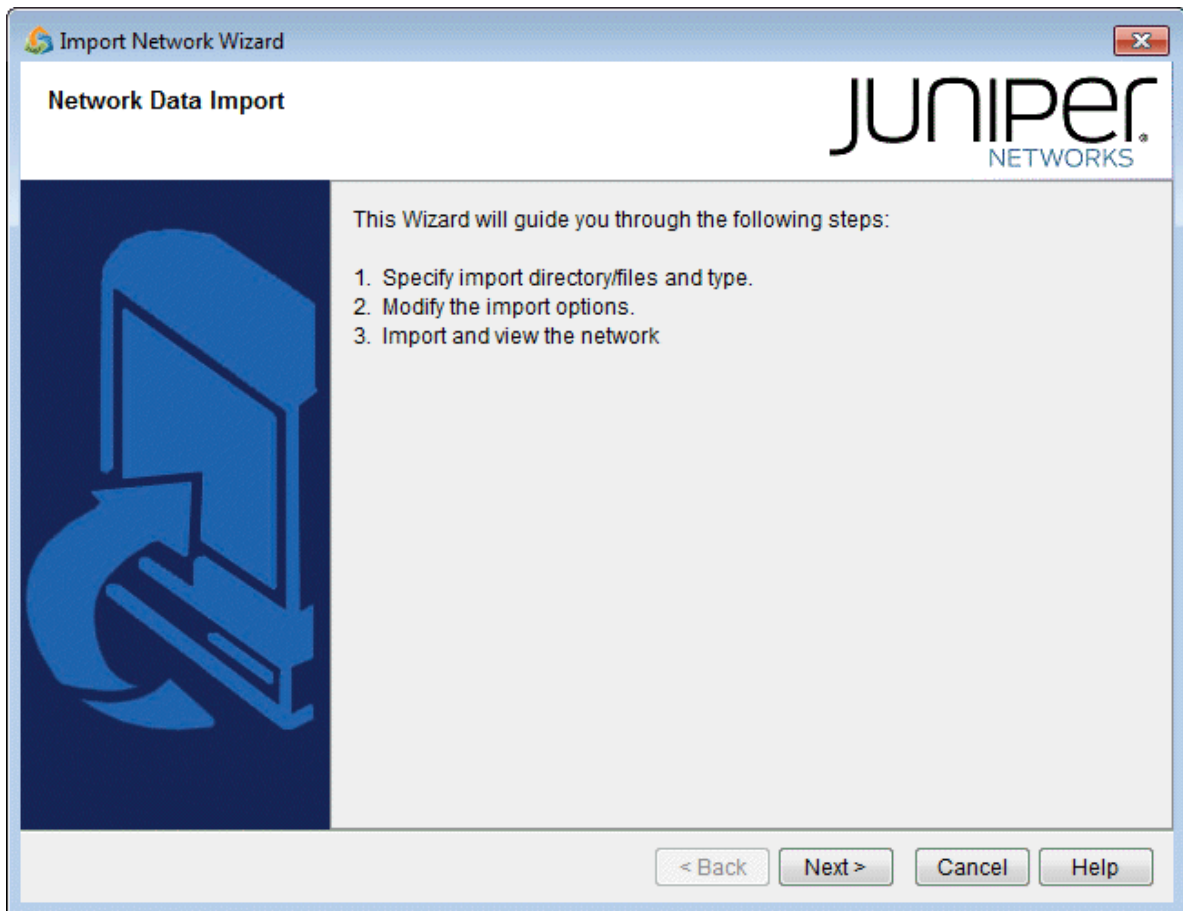 Import Network Wizard
Network Data Import
JUNIPER
NETWORKS
This Wizard will guide you through the following steps:
1. Specify import directory/files and type.
2. Modify the import options.
3. Import and view the network
< Back Next > Cancel Help